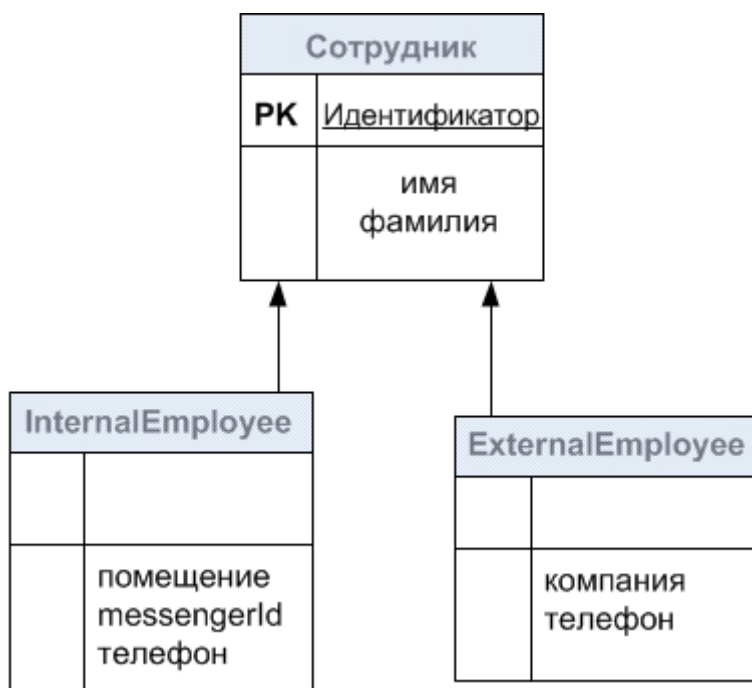 Сотрудник
PK Идентификатор
имя
фамилия
InternalEmployee
помещение
messengerId
телефон
ExternalEmployee
компания
телефон